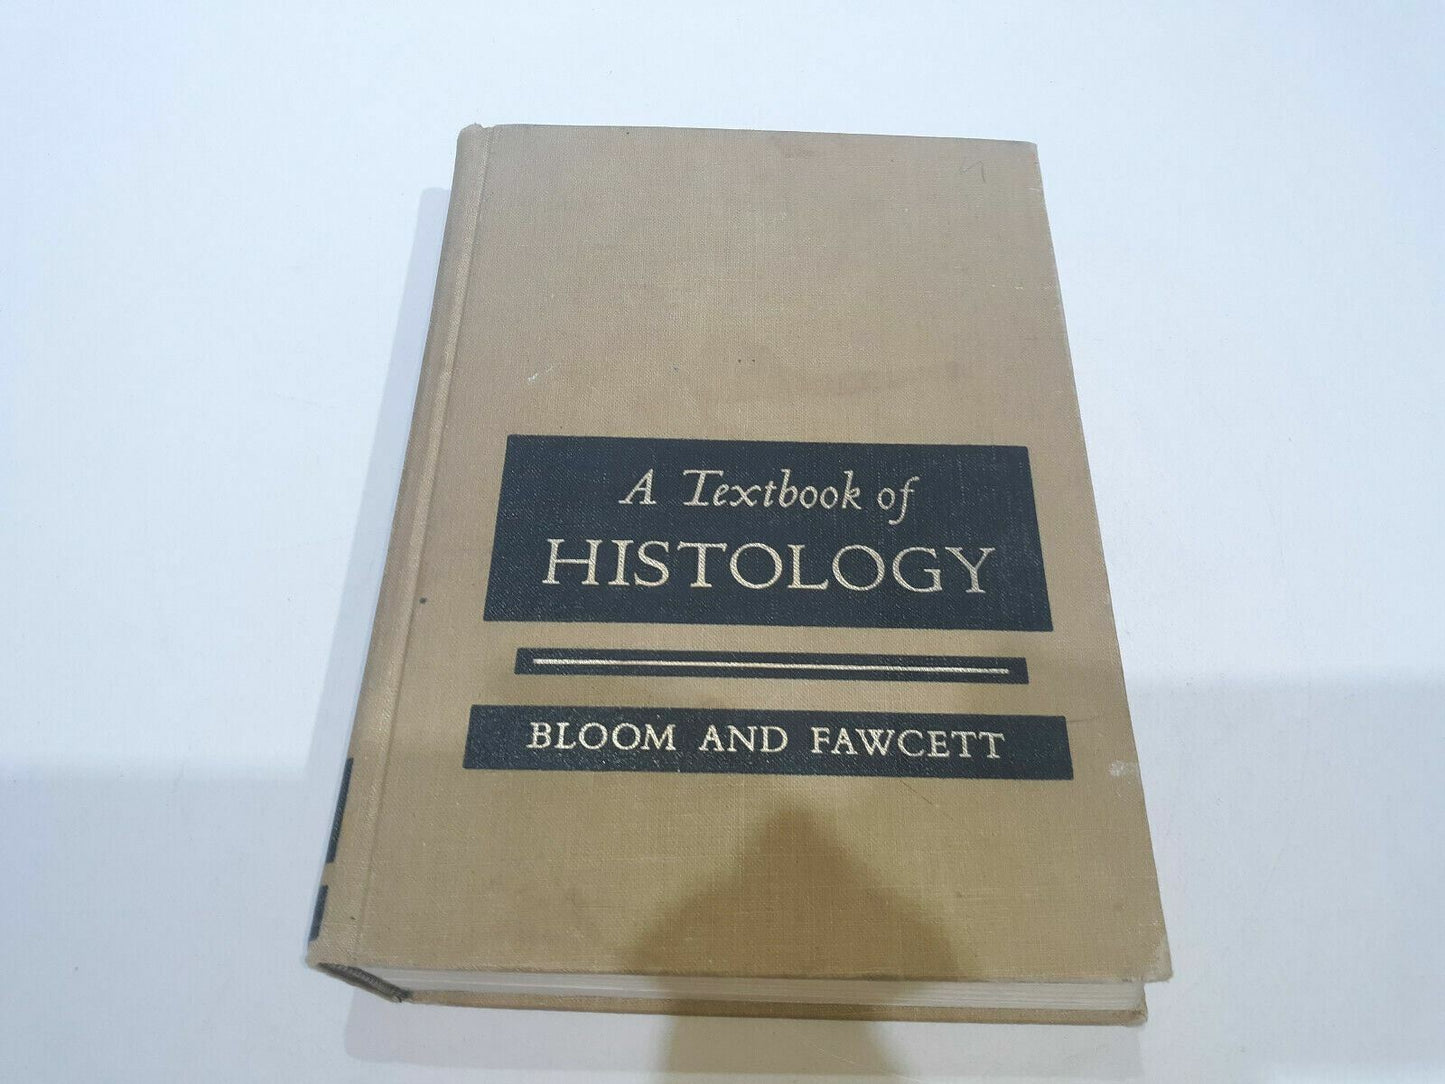 A Textbook of
HISTOLOGY
BLOOM AND FAWCETT